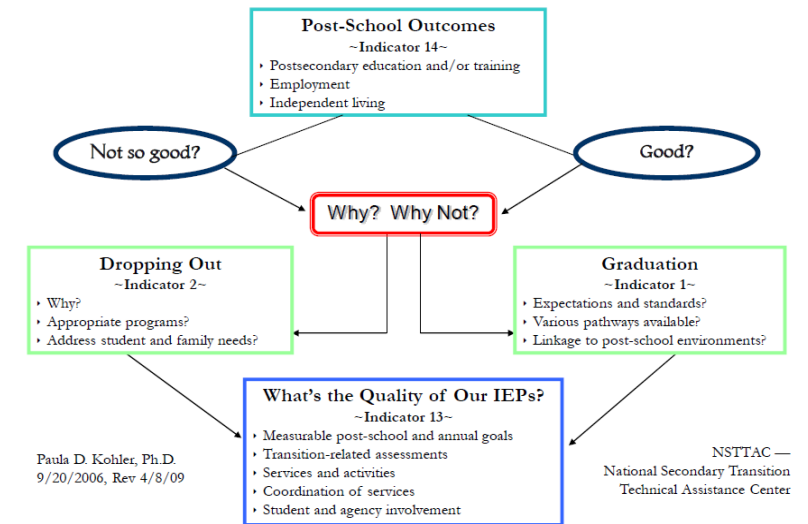 Post-School Outcomes
~Indicator 14~
‣ Postsecondary education and/or training
‣ Employment
‣ Independent living
Not so good?
Good?
Why? Why Not?
Dropping Out
~Indicator 2~
‣ Why?
‣ Appropriate programs?
‣ Address student and family needs?
Graduation
~Indicator 1~
‣ Expectations and standards?
‣ Various pathways available?
‣ Linkage to post-school environments?
What's the Quality of Our IEPs?
~Indicator 13~
‣ Measurable post-school and annual goals
‣ Transition-related assessments
‣ Services and activities
‣ Coordination of services
‣ Student and agency involvement
Paula D. Kohler, Ph.D.
9/20/2006, Rev 4/8/09
NSTTAC —
National Secondary Transition
Technical Assistance Center